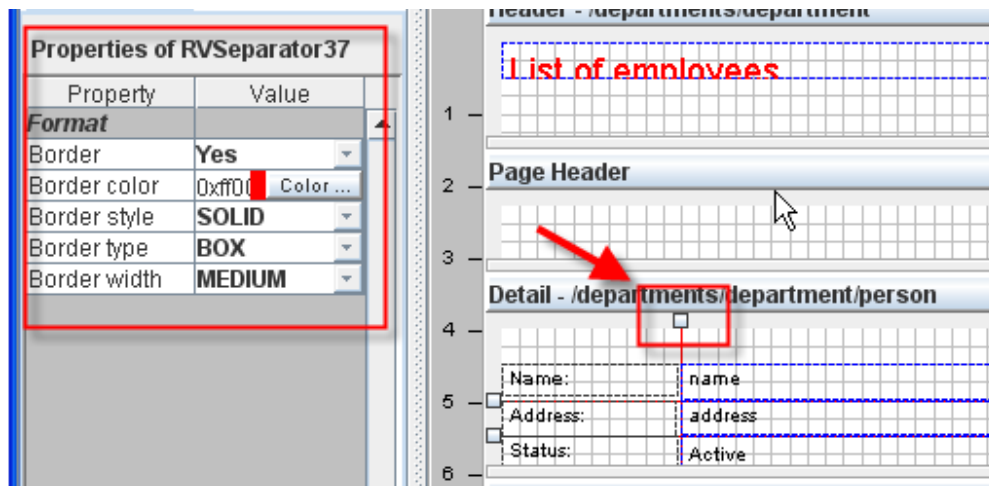 Properties of RVSeparator37
Property Value
Format
Border Yes
Border color 0xff00 Color ...
Border style SOLID
Border type BOX
Border width MEDIUM
Header - /departments/department
List of employees
1
Page Header
2
3
Detail - /departments/department/person
4
Name: name
5
Address: address
Status: Active
6